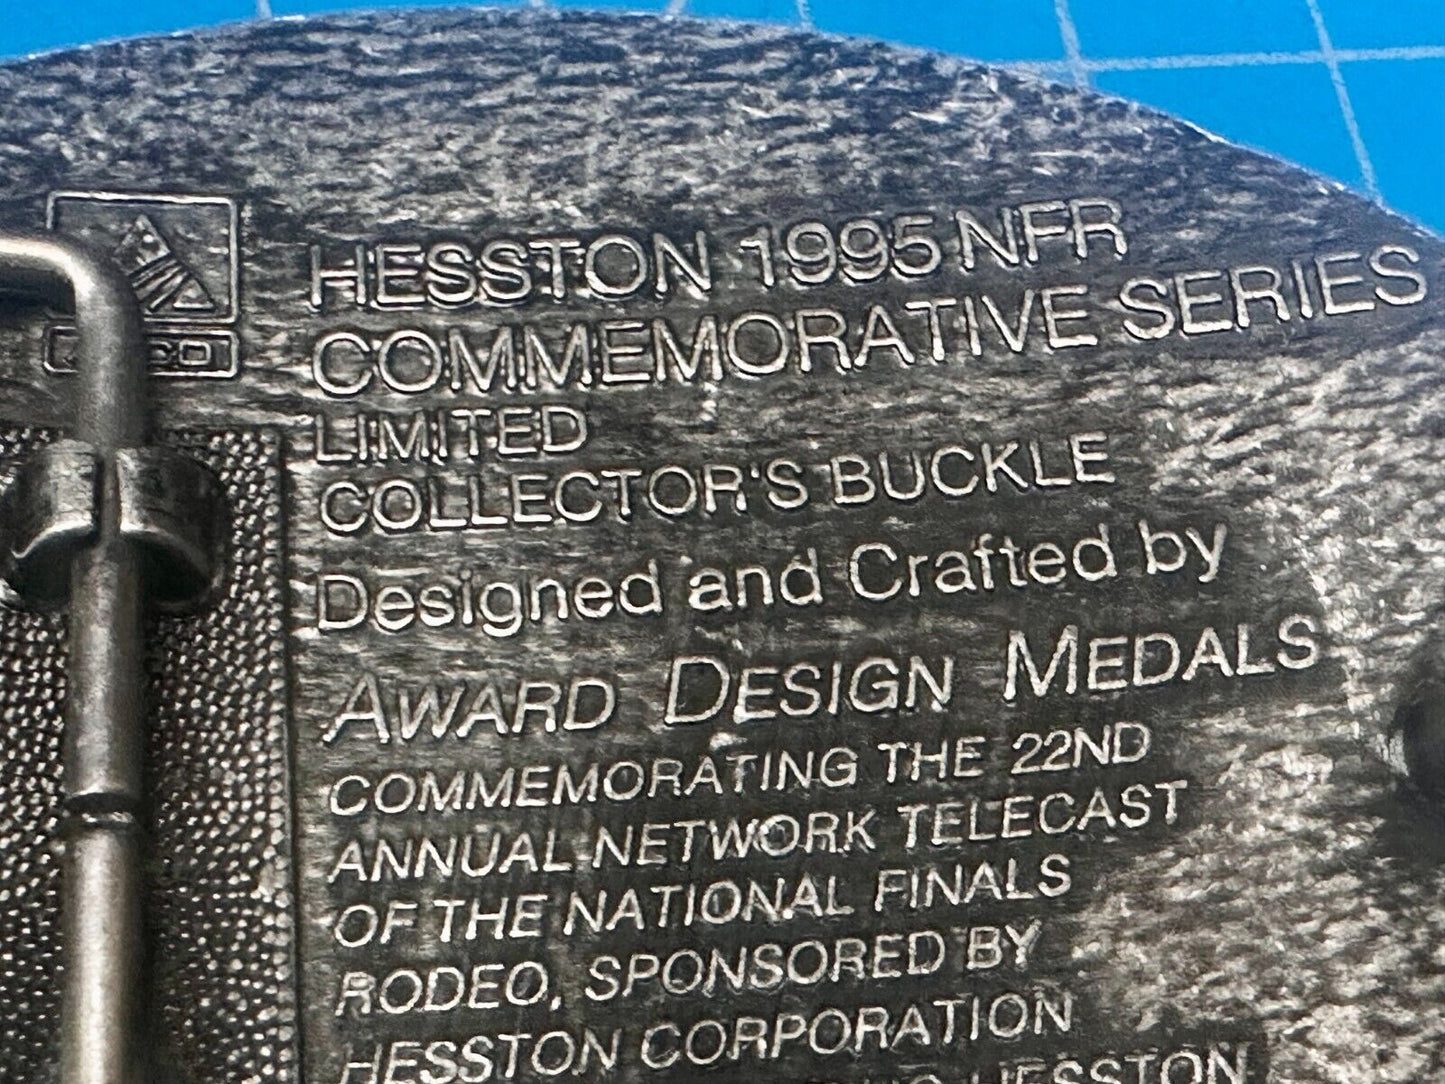 HESSTON 1995 NFR
COMMEMORATIVE SERIES
LIMITED
COLLECTOR'S BUCKLE
Designed and Crafted by
AWARD DESIGN MEDALS
COMMEMORATING THE 22ND
ANNUAL NETWORK TELECAST
OF THE NATIONAL FINALS
RODEO, SPONSORED BY
HESSTON CORPORATION
HESSTON